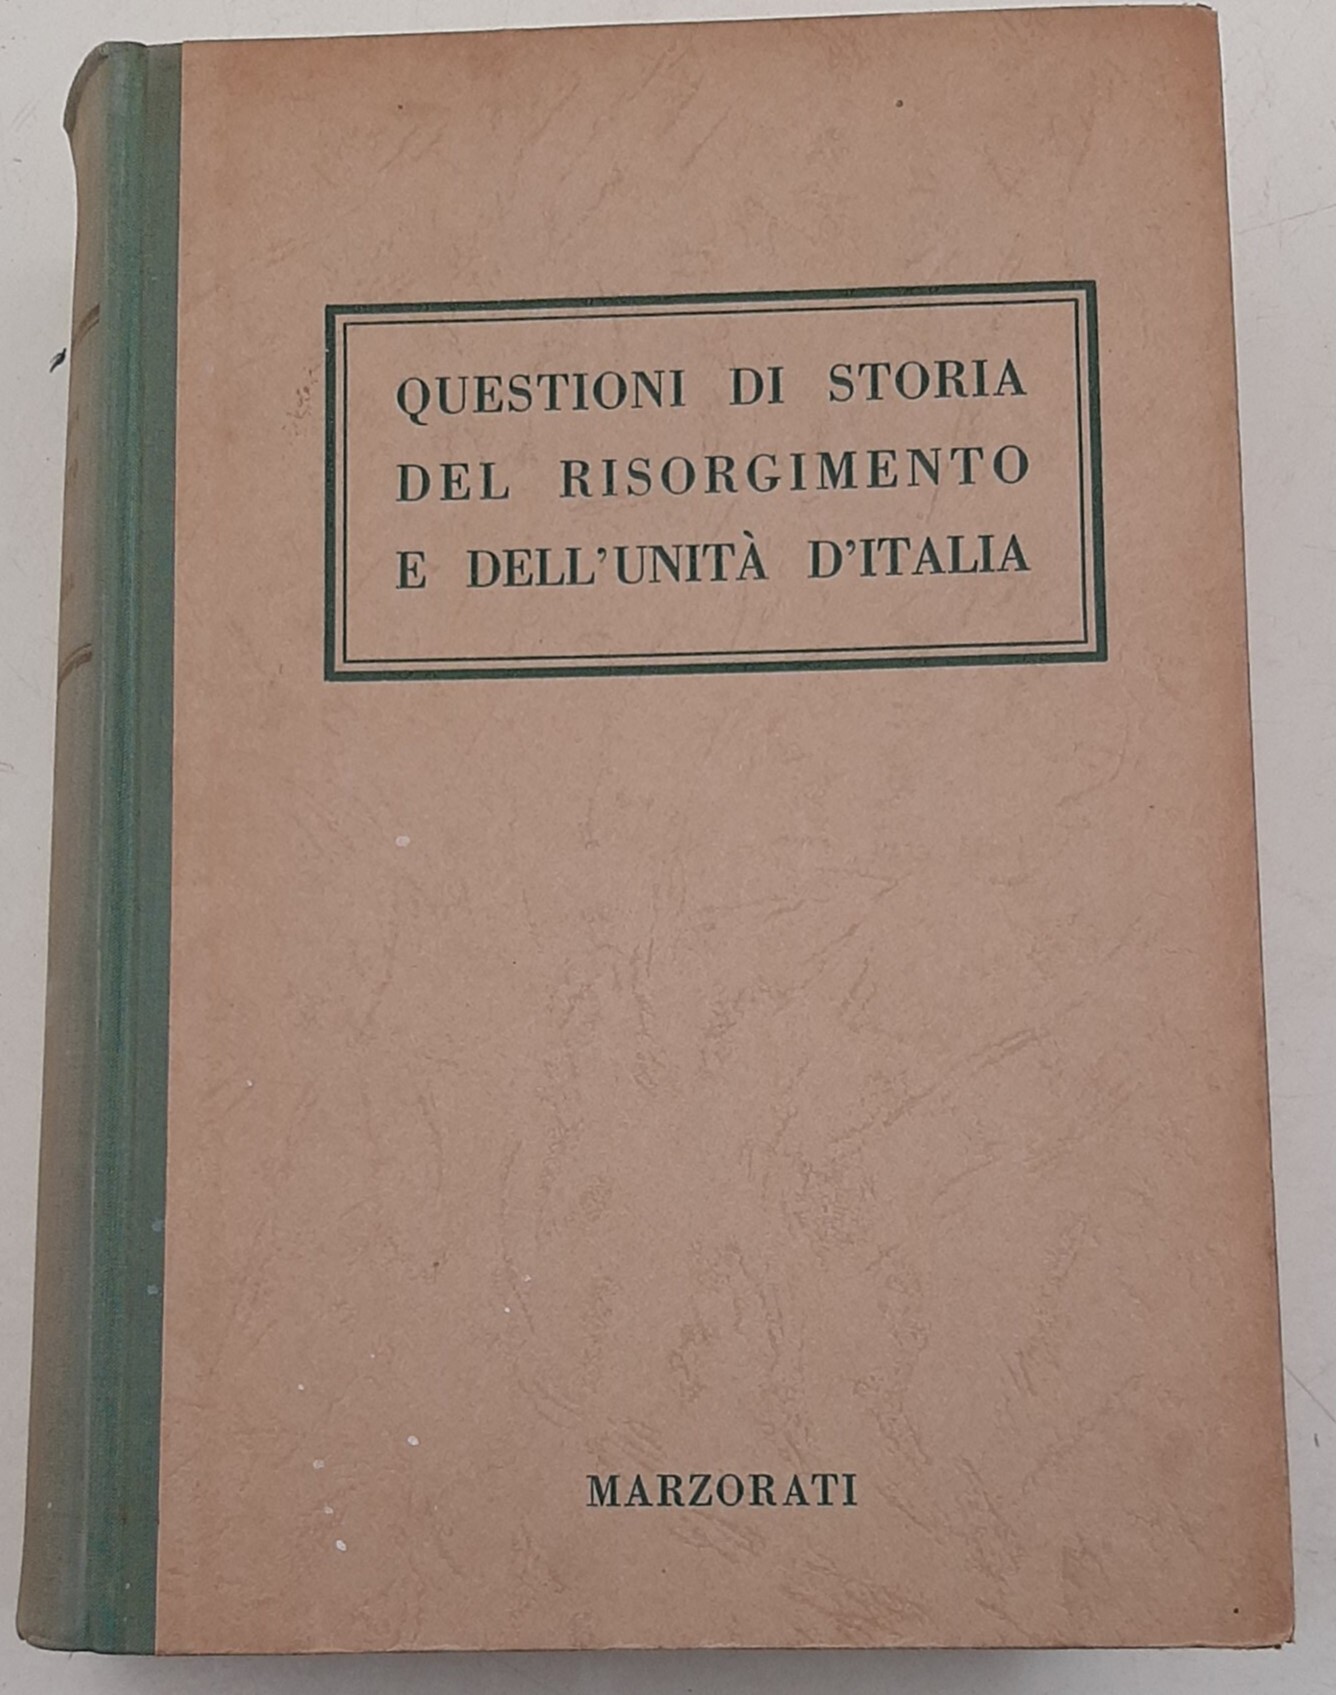 QUESTIONI DI STORIA
DEL RISORGIMENTO
E DELL'UNITÀ D'ITALIA
MARZORATI